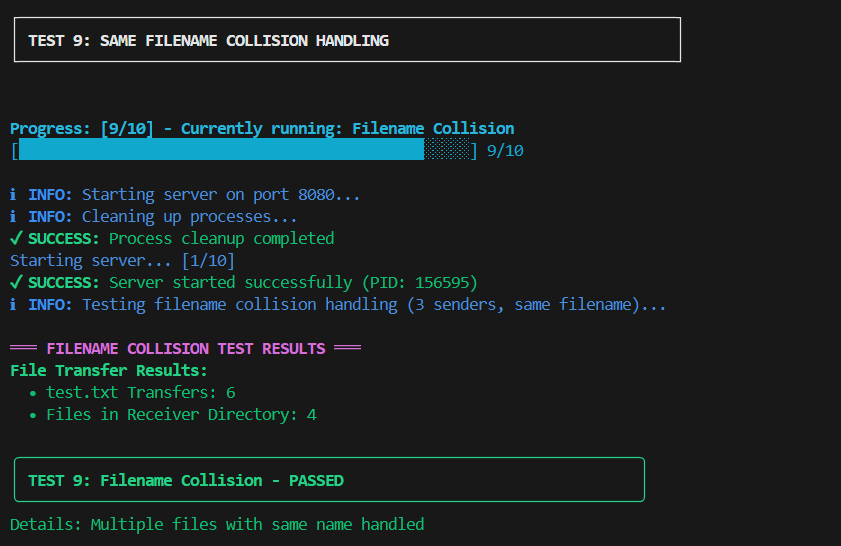 TEST 9: SAME FILENAME COLLISION HANDLING
Progress: [9/10] - Currently running: Filename Collision
[█████████████████████████████████████████████░░░░░] 9/10
ℹ INFO: Starting server on port 8080...
ℹ INFO: Cleaning up processes...
✓ SUCCESS: Process cleanup completed
Starting server... [1/10]
✓ SUCCESS: Server started successfully (PID: 156595)
ℹ INFO: Testing filename collision handling (3 senders, same filename)...
═══ FILENAME COLLISION TEST RESULTS ═══
File Transfer Results:
• test.txt Transfers: 6
• Files in Receiver Directory: 4
TEST 9: Filename Collision - PASSED
Details: Multiple files with same name handled